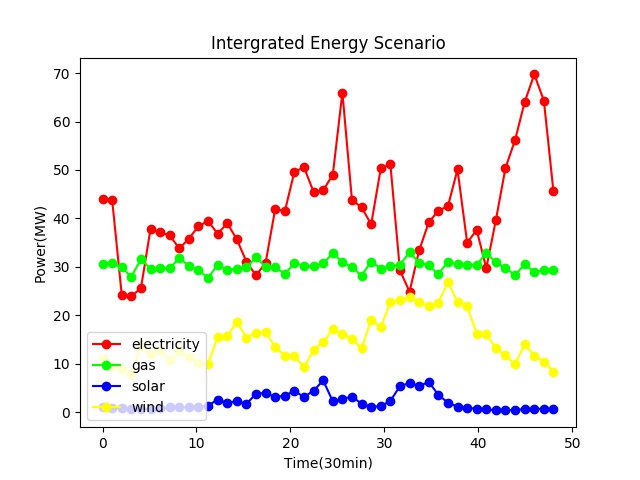 Intergrated Energy Scenario
Power(MW)
70
60
50
40
30
20
10
0
electricity
gas
solar
wind
0 10 20 30 40 50
Time(30min)